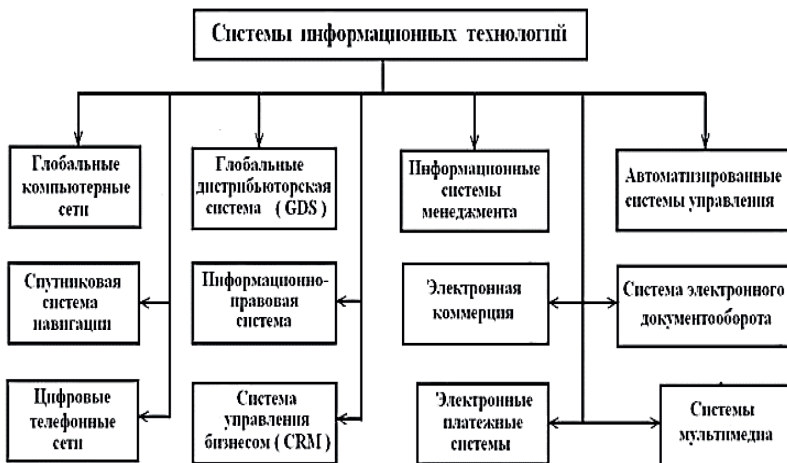 Системы информационных технологий
Глобальные
компьютерные
сети
Глобальные
дистрибьюторская
система ( GDS )
Информационные
системы
менеджмента
Автоматизированные
системы управления
Спутниковая
система
навигации
Информационно-
правовая
система
Электронная
коммерция
Система электронного
документооборота
Цифровые
телефонные
сети
Система
управления
бизнесом ( CRM )
Электронные
платежные
системы
Системы
мультимедиа